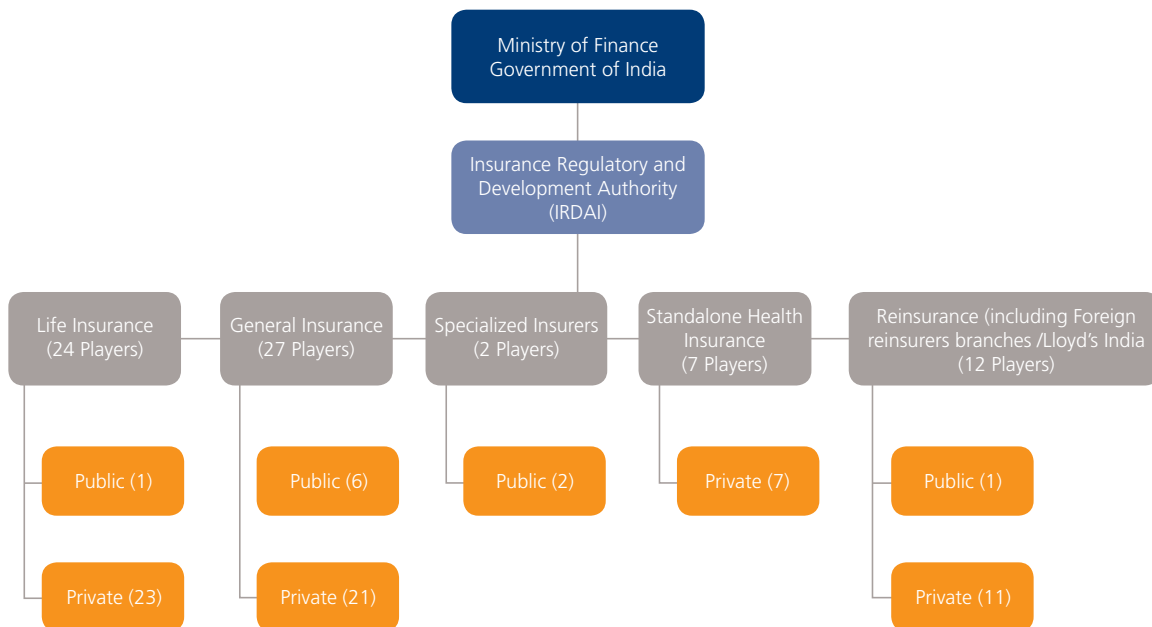 Ministry of Finance
Government of India
Insurance Regulatory and
Development Authority
(IRDAI)
Life Insurance
(24 Players)
General Insurance
(27 Players)
Specialized Insurers
(2 Players)
Standalone Health
Insurance
(7 Players)
Reinsurance (including Foreign
reinsurers branches /Lloyd’s India
(12 Players)
Public (1)
Public (6)
Public (2)
Private (7)
Public (1)
Private (23)
Private (21)
Private (11)